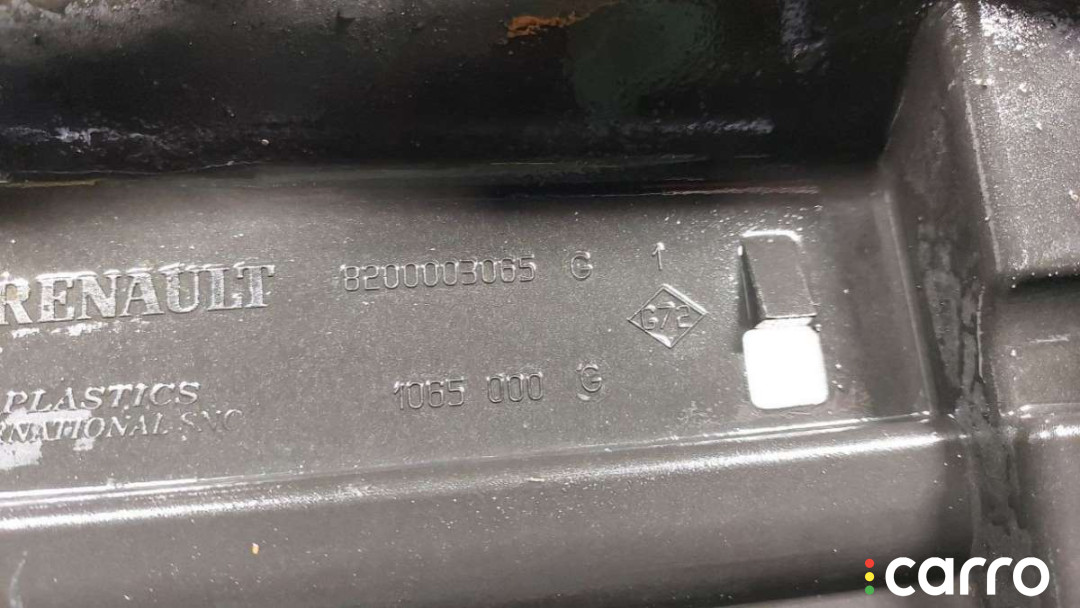 RENAULT 8200003065 G 1
G72
PLASTICS 1065 000 G
RNATIONAL SNC
carro